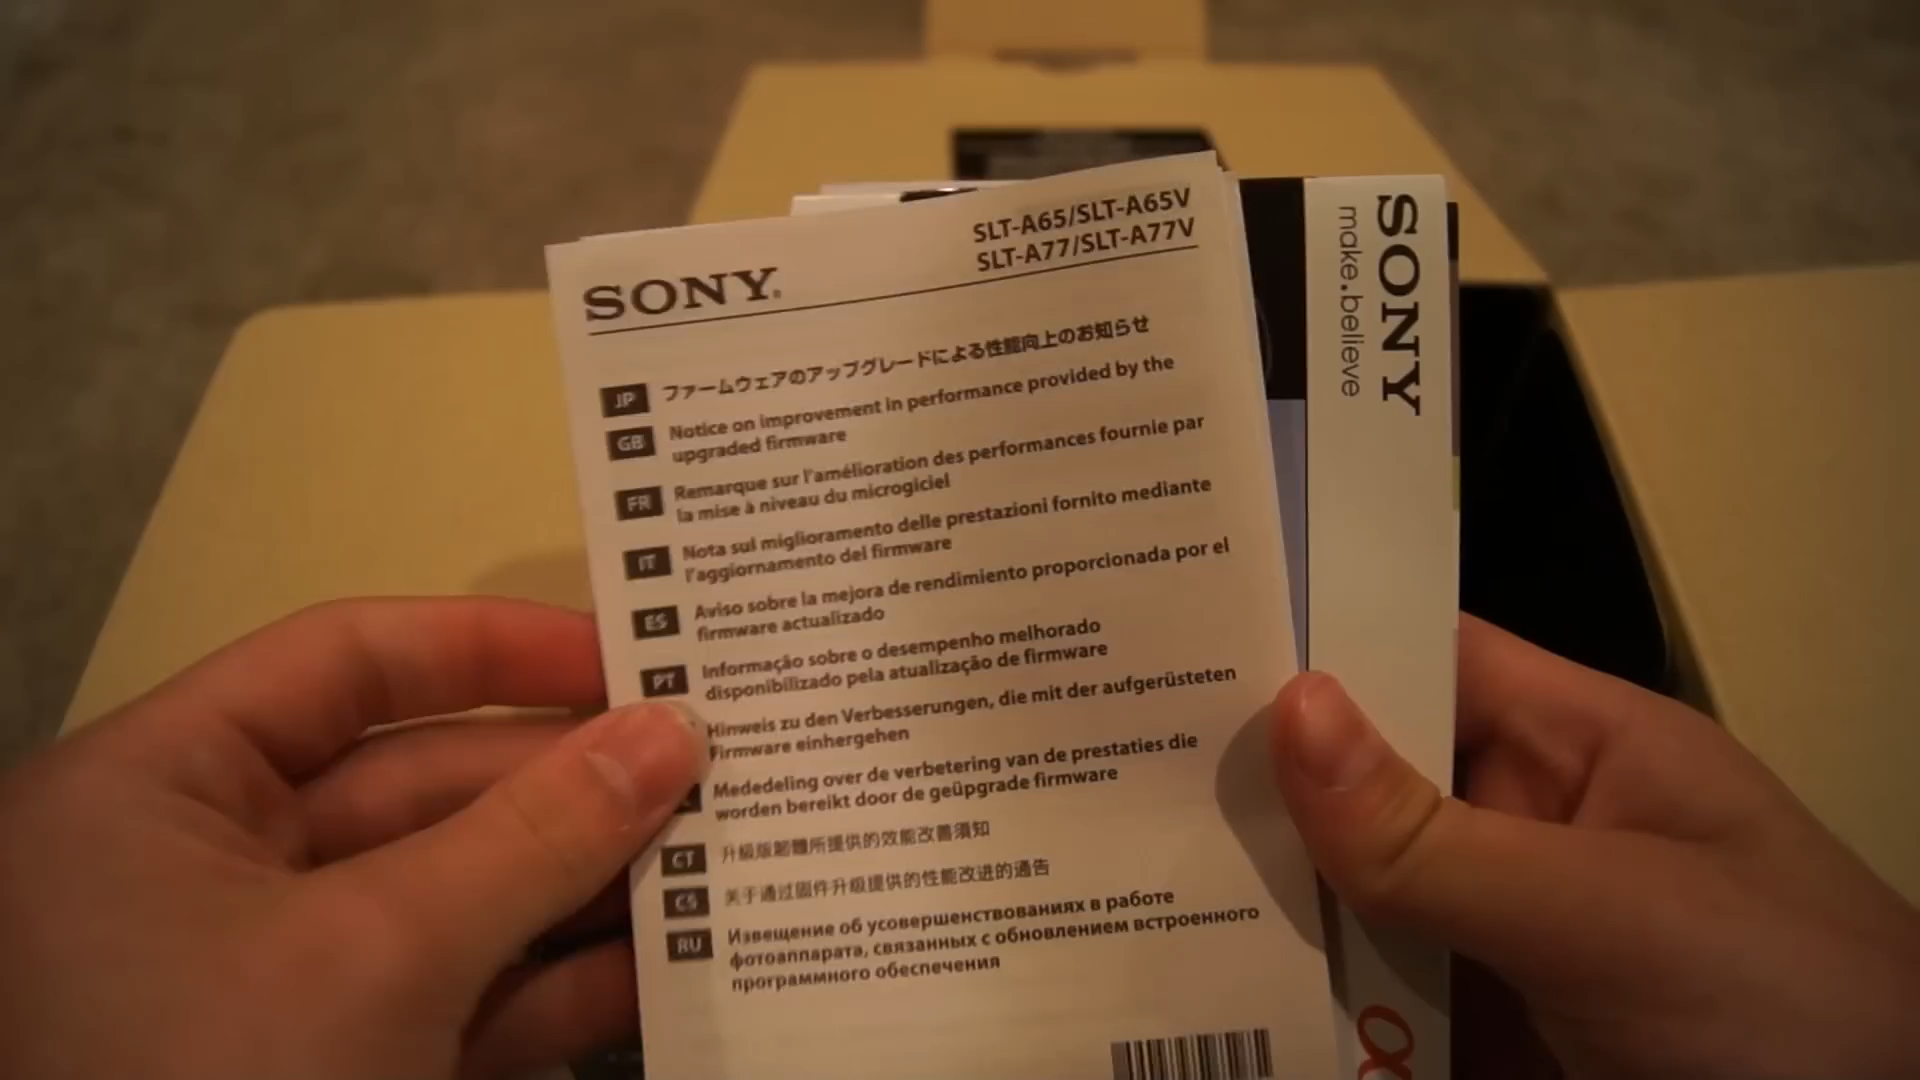 SLT-A65/SLT-A65V
SLT-A77/SLT-A77V
SONY®
JP ファームウェアのアップグレードによる性能向上のお知らせ
GB Notice on improvement in performance provided by the
upgraded firmware
FR Remarque sur l'amélioration des performances fournie par
la mise à niveau du microgiciel
IT Nota sul miglioramento delle prestazioni fornito mediante
l'aggiornamento del firmware
ES Aviso sobre la mejora de rendimiento proporcionada por el
firmware actualizado
PT Informação sobre o desempenho melhorado
disponibilizado pela atualização de firmware
Hinweis zu den Verbesserungen, die mit der aufgerüsteten
Firmware einhergehen
Mededeling over de verbetering van de prestaties die
worden bereikt door de geüpgrade firmware
CT 升級版韌體所提供的效能改善須知
CS 关于通过固件升级提供的性能改进的通告
RU Извещение об усовершенствованиях в работе
фотоаппарата, связанных с обновлением встроенного
программного обеспечения
SONY
make.believe
α